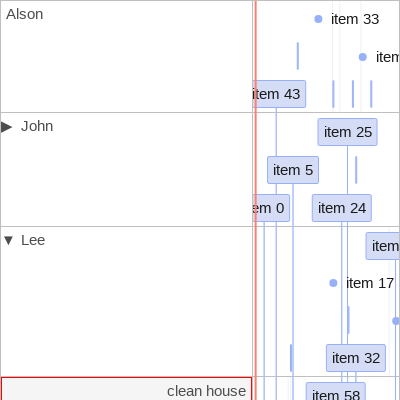 Alson
item 33
item
item 43
▶ John
item 25
item 5
item 0
item 24
▼ Lee
item
item 17
item 32
clean house
item 58